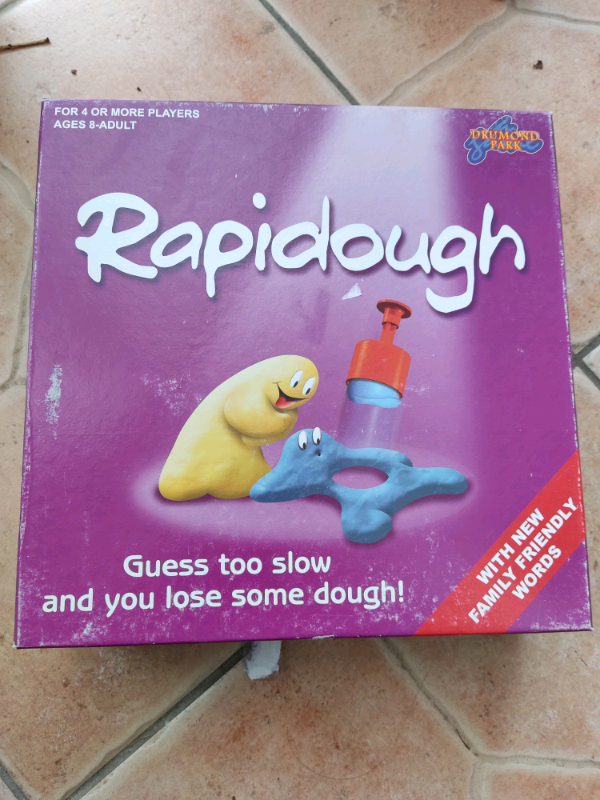 FOR 4 OR MORE PLAYERS
AGES 8-ADULT
DRUMOND
PARK
Rapidough
Guess too slow
and you lose some dough!
WITH NEW
FAMILY FRIENDLY
WORDS